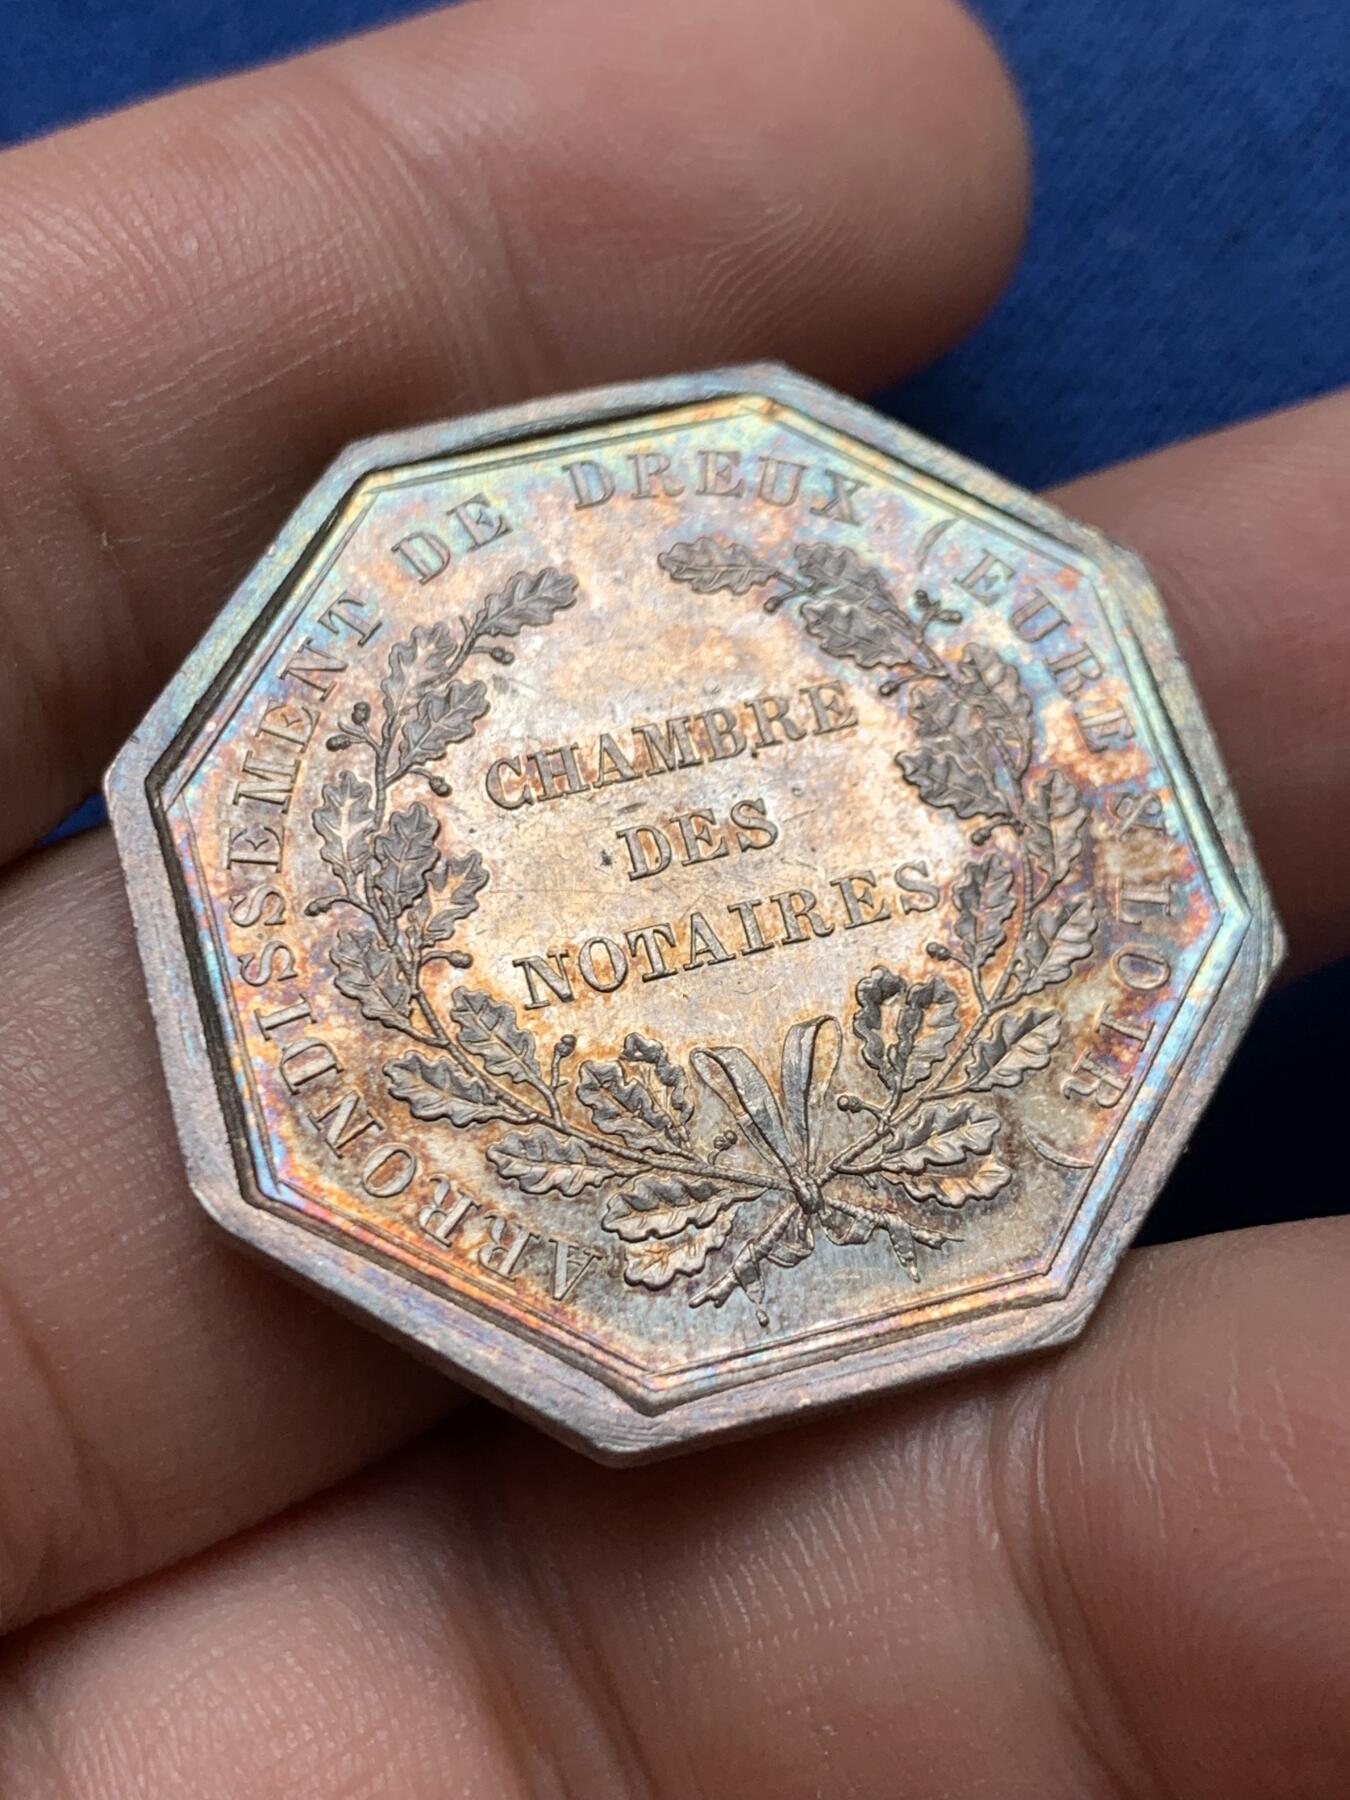 ARRONDISSEMENT DE DREUX (EURE & LOIR)
CHAMBRE
DES
NOTAIRES